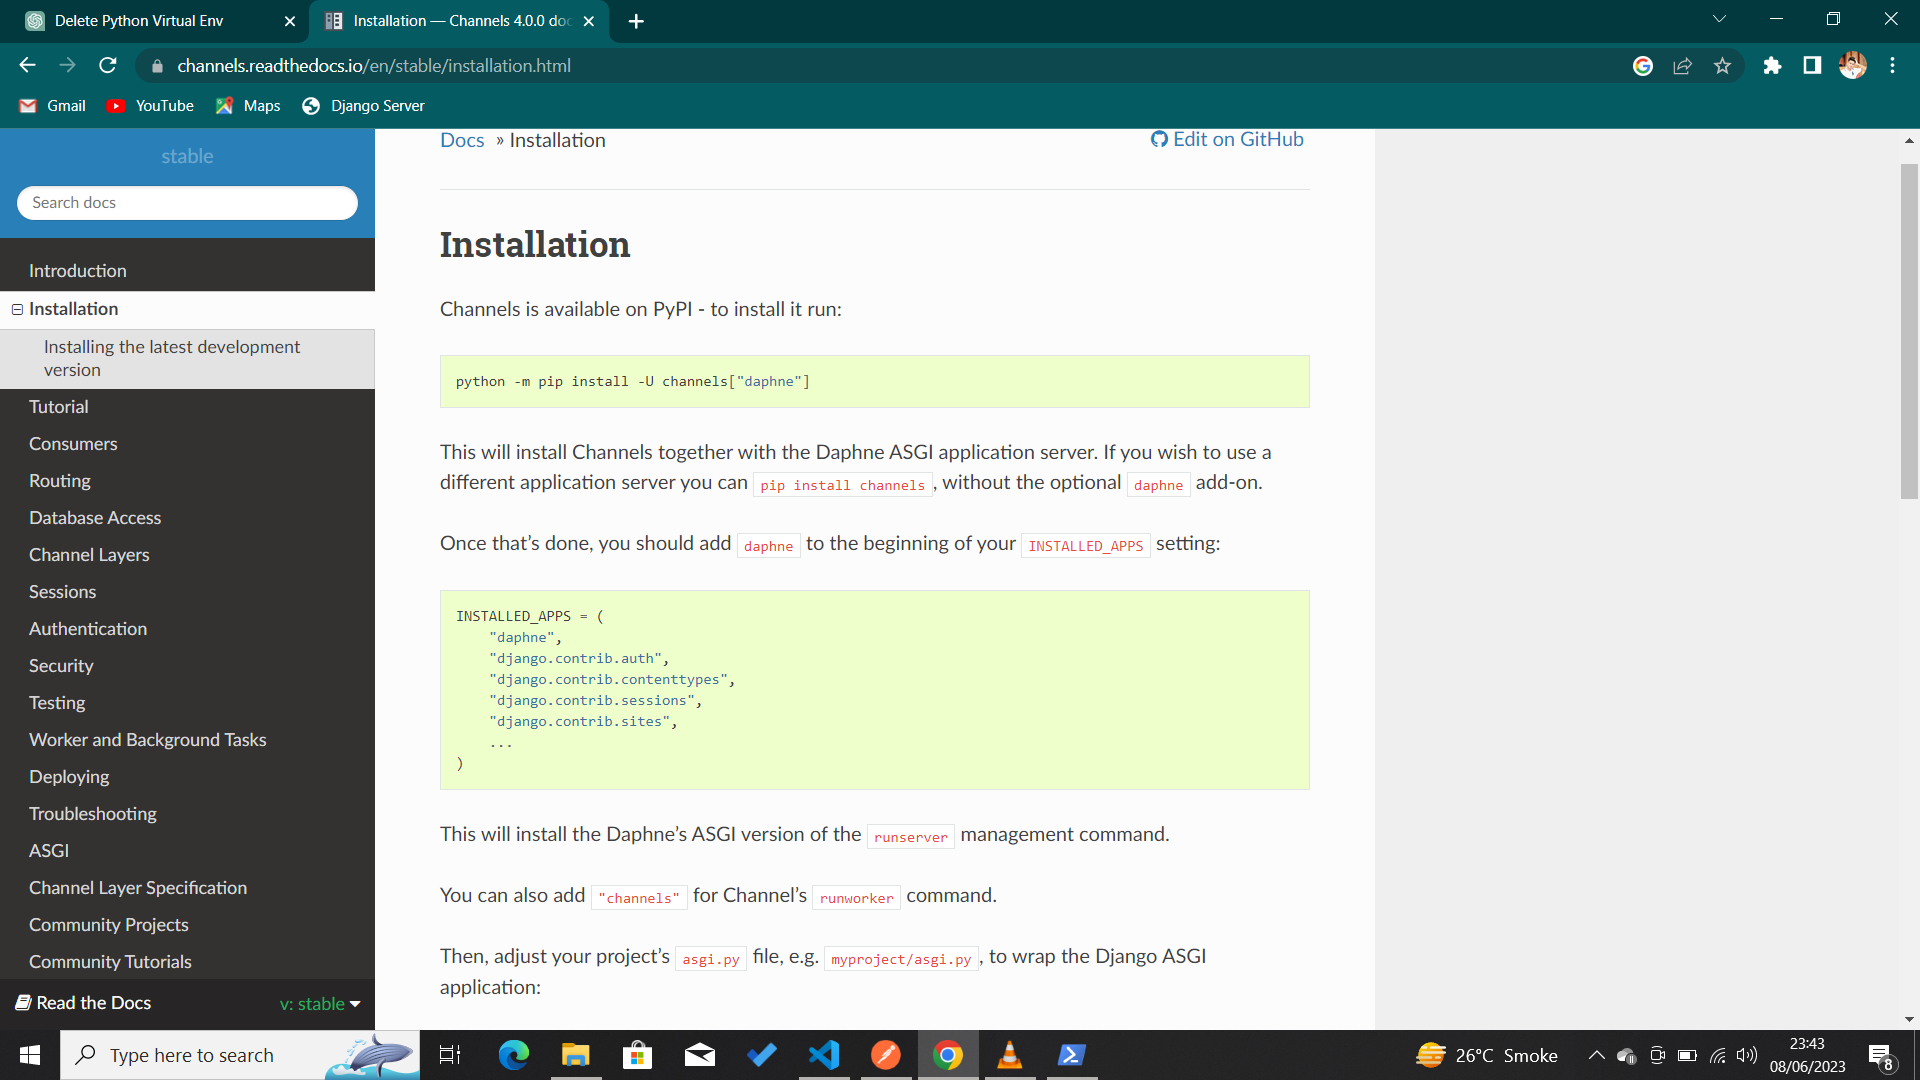 Delete Python Virtual Env
Installation — Channels 4.0.0 doc
channels.readthedocs.io/en/stable/installation.html
Gmail
YouTube
Maps
Django Server
stable
Search docs
Introduction
Installation
Installing the latest development
version
Tutorial
Consumers
Routing
Database Access
Channel Layers
Sessions
Authentication
Security
Testing
Worker and Background Tasks
Deploying
Troubleshooting
ASGI
Channel Layer Specification
Community Projects
Community Tutorials
Read the Docs
v: stable
Docs » Installation
Edit on GitHub
Installation
Channels is available on PyPI - to install it run:
python -m pip install -U channels["daphne"]
This will install Channels together with the Daphne ASGI application server. If you wish to use a
different application server you can pip install channels, without the optional daphne add-on.
Once that’s done, you should add daphne to the beginning of your INSTALLED_APPS setting:
INSTALLED_APPS = (
    "daphne",
    "django.contrib.auth",
    "django.contrib.contenttypes",
    "django.contrib.sessions",
    "django.contrib.sites",
    ...
)
This will install the Daphne’s ASGI version of the runserver management command.
You can also add "channels" for Channel’s runworker command.
Then, adjust your project’s asgi.py file, e.g. myproject/asgi.py, to wrap the Django ASGI
application:
Type here to search
26°C Smoke
23:43
08/06/2023
8